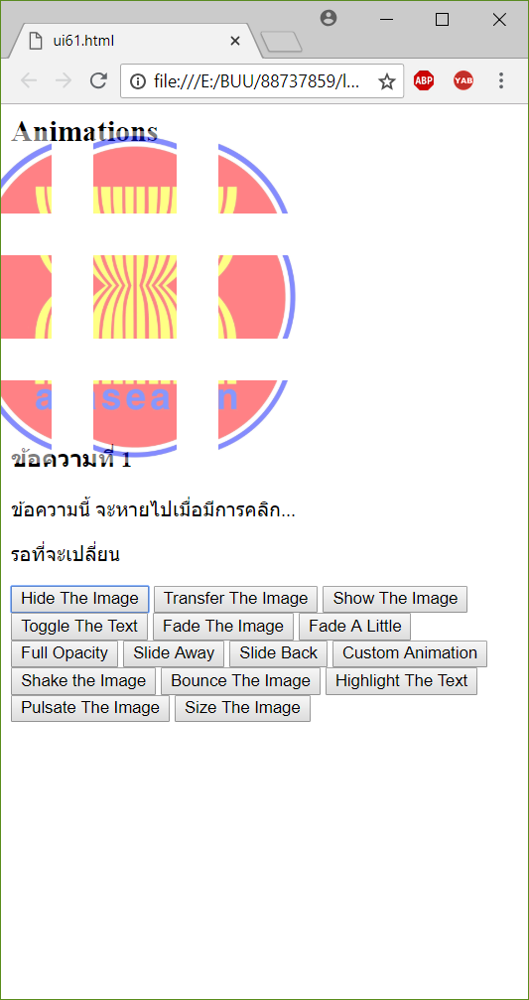 ui61.html
file:///E:/BUU/88737859/l...
ABP
YAB
Animations
ข้อความที่ 1
ข้อความนี้ จะหายไปเมื่อมีการคลิก...
รอที่จะเปลี่ยน
Hide The Image Transfer The Image Show The Image
Toggle The Text Fade The Image Fade A Little
Full Opacity Slide Away Slide Back Custom Animation
Shake the Image Bounce The Image Highlight The Text
Pulsate The Image Size The Image